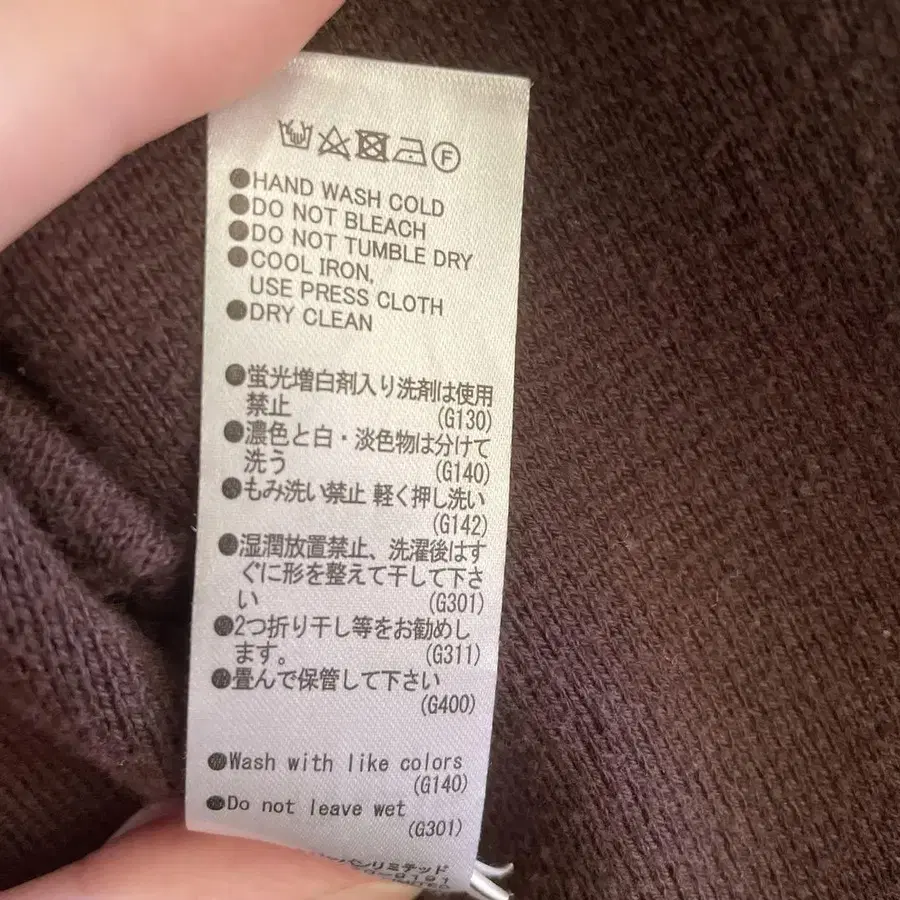 F
●HAND WASH COLD
●DO NOT BLEACH
●DO NOT TUMBLE DRY
●COOL IRON,
USE PRESS CLOTH
●DRY CLEAN
●蛍光増白剤入り洗剤は使用
禁止 (G130)
●濃色と白・淡色物は分けて
洗う (G140)
●もみ洗い禁止 軽く押し洗い
(G142)
●湿潤放置禁止、洗濯後はす
ぐに形を整えて干して下さ
い (G301)
●2つ折り干し等をお勧めし
ます。 (G311)
●畳んで保管して下さい
(G400)
●Wash with like colors
(G140)
●Do not leave wet
(G301)